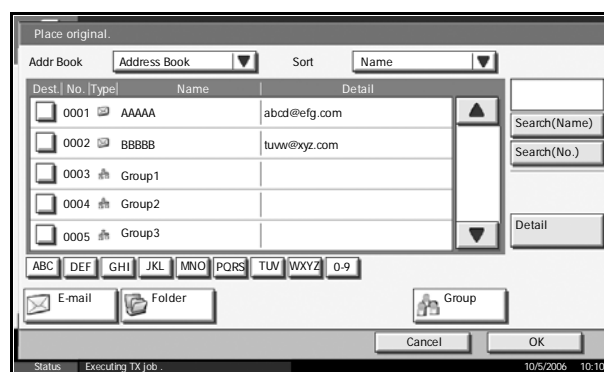 Place original.
Addr Book Address Book Sort Name
Dest. No. Type Name Detail
0001 AAAAA abcd@efg.com
0002 BBBBB tuvw@xyz.com
0003 Group1
0004 Group2
0005 Group3
Search(Name)
Search(No.)
Detail
ABC DEF GHI JKL MNO PQRS TUV WXYZ 0-9
E-mail Folder Group
Cancel OK
Status Executing TX job . 10/5/2006 10:10